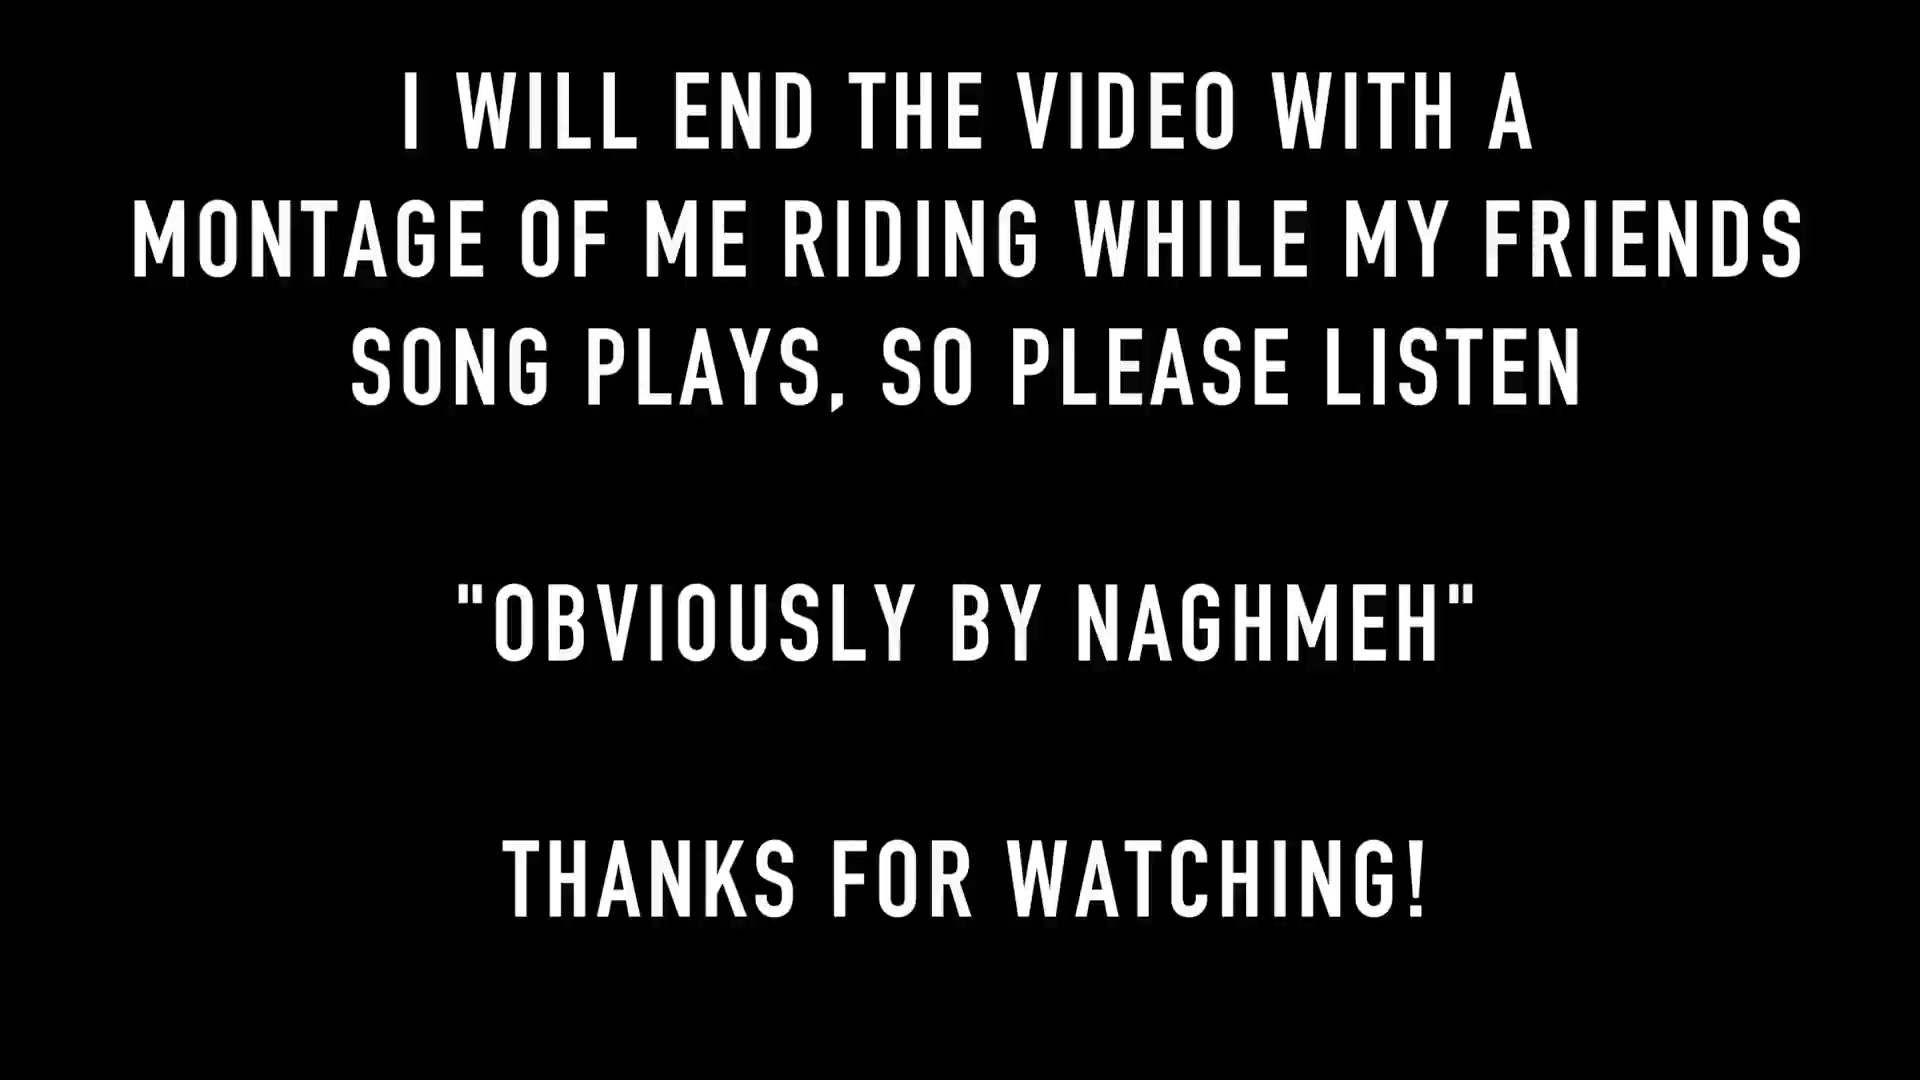 I WILL END THE VIDEO WITH A
MONTAGE OF ME RIDING WHILE MY FRIENDS
SONG PLAYS, SO PLEASE LISTEN
"OBVIOUSLY BY NAGHMEH"
THANKS FOR WATCHING!